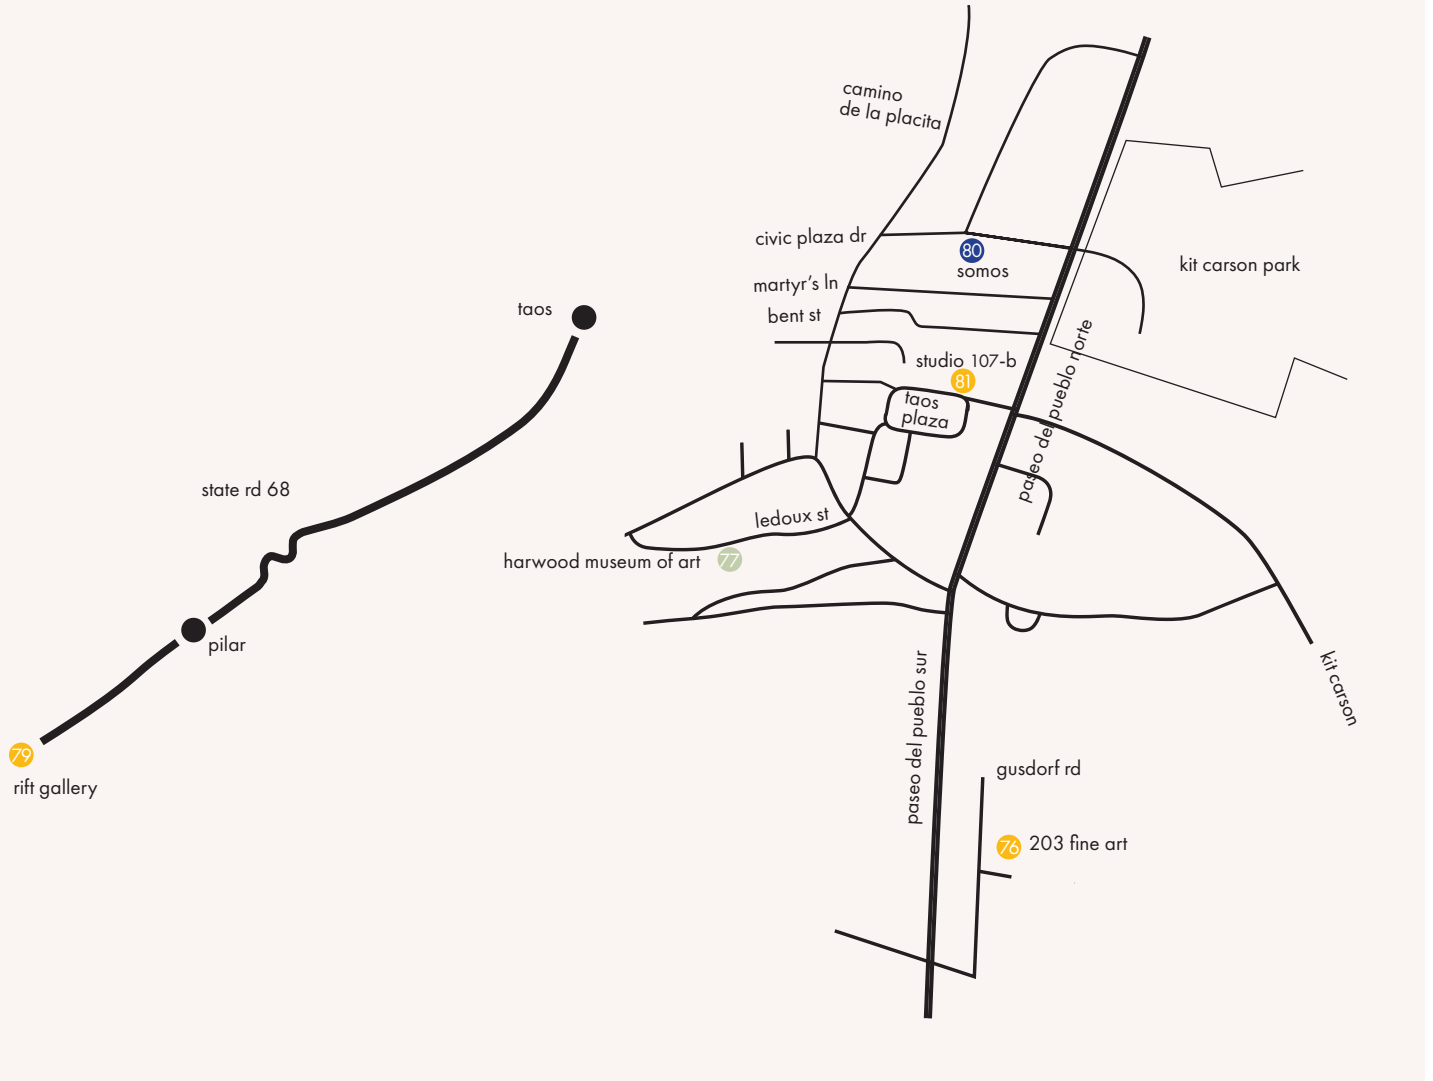 camino
de la placita
civic plaza dr
80
somos
kit carson park
martyr's ln
bent st
taos
studio 107-b
81
taos
plaza
paseo del pueblo norte
state rd 68
ledoux st
harwood museum of art
77
pilar
paseo del pueblo sur
kit carson
79
rift gallery
gusdorf rd
76
203 fine art